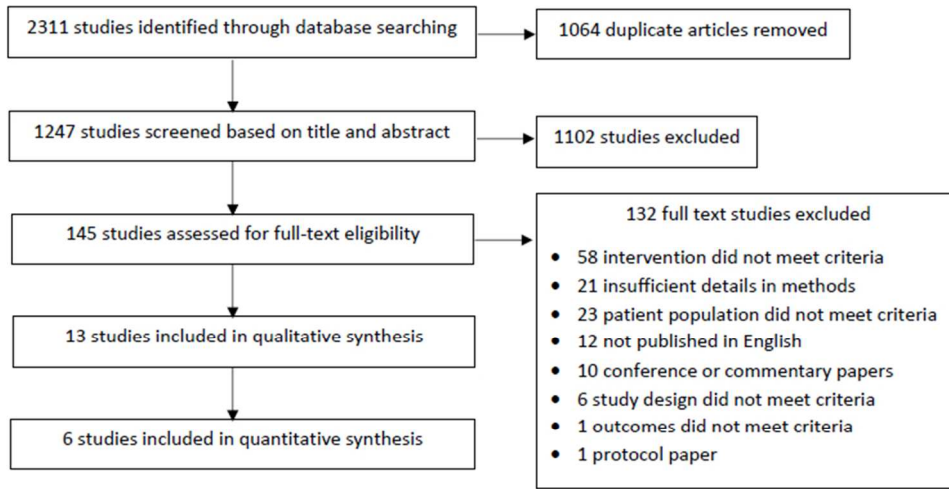 2311 studies identified through database searching
1064 duplicate articles removed
1247 studies screened based on title and abstract
1102 studies excluded
145 studies assessed for full-text eligibility
132 full text studies excluded
• 58 intervention did not meet criteria
• 21 insufficient details in methods
• 23 patient population did not meet criteria
• 12 not published in English
• 10 conference or commentary papers
• 6 study design did not meet criteria
• 1 outcomes did not meet criteria
• 1 protocol paper
13 studies included in qualitative synthesis
6 studies included in quantitative synthesis